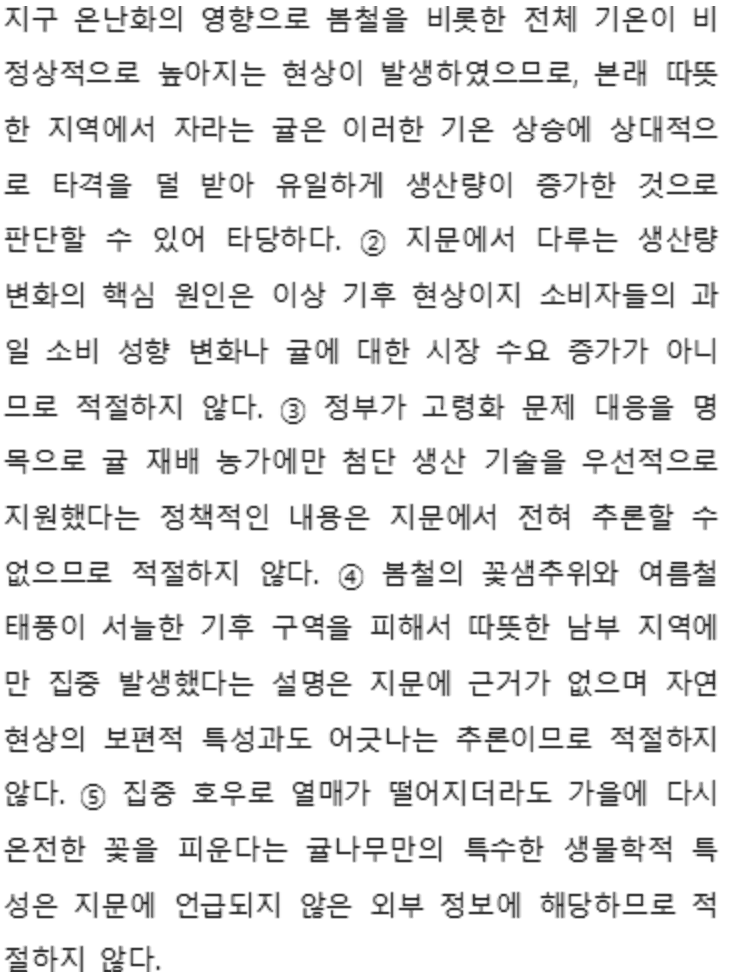 지구 온난화의 영향으로 봄철을 비롯한 전체 기온이 비
정상적으로 높아지는 현상이 발생하였으므로, 본래 따뜻
한 지역에서 자라는 귤은 이러한 기온 상승에 상대적으
로 타격을 덜 받아 유일하게 생산량이 증가한 것으로
판단할 수 있어 타당하다. ② 지문에서 다루는 생산량
변화의 핵심 원인은 이상 기후 현상이지 소비자들의 과
일 소비 성향 변화나 귤에 대한 시장 수요 증가가 아니
므로 적절하지 않다. ③ 정부가 고령화 문제 대응을 명
목으로 귤 재배 농가에만 첨단 생산 기술을 우선적으로
지원했다는 정책적인 내용은 지문에서 전혀 추론할 수
없으므로 적절하지 않다. ④ 봄철의 꽃샘추위와 여름철
태풍이 서늘한 기후 구역을 피해서 따뜻한 남부 지역에
만 집중 발생했다는 설명은 지문에 근거가 없으며 자연
현상의 보편적 특성과도 어긋나는 추론이므로 적절하지
않다. ⑤ 집중 호우로 열매가 떨어지더라도 가을에 다시
온전한 꽃을 피운다는 귤나무만의 특수한 생물학적 특
성은 지문에 언급되지 않은 외부 정보에 해당하므로 적
절하지 않다.